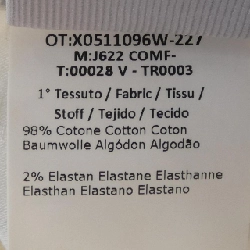 OT:X0511096W-227
M:J622 COMF-
T:00028 V - TR0003
1° Tessuto / Fabric / Tissu /
Stoff / Tejido / Tecido
98% Cotone Cotton Coton
Baumwolle Algódon Algodão
2% Elastan Elastane Elasthanne
Elasthan Elastano Elastano